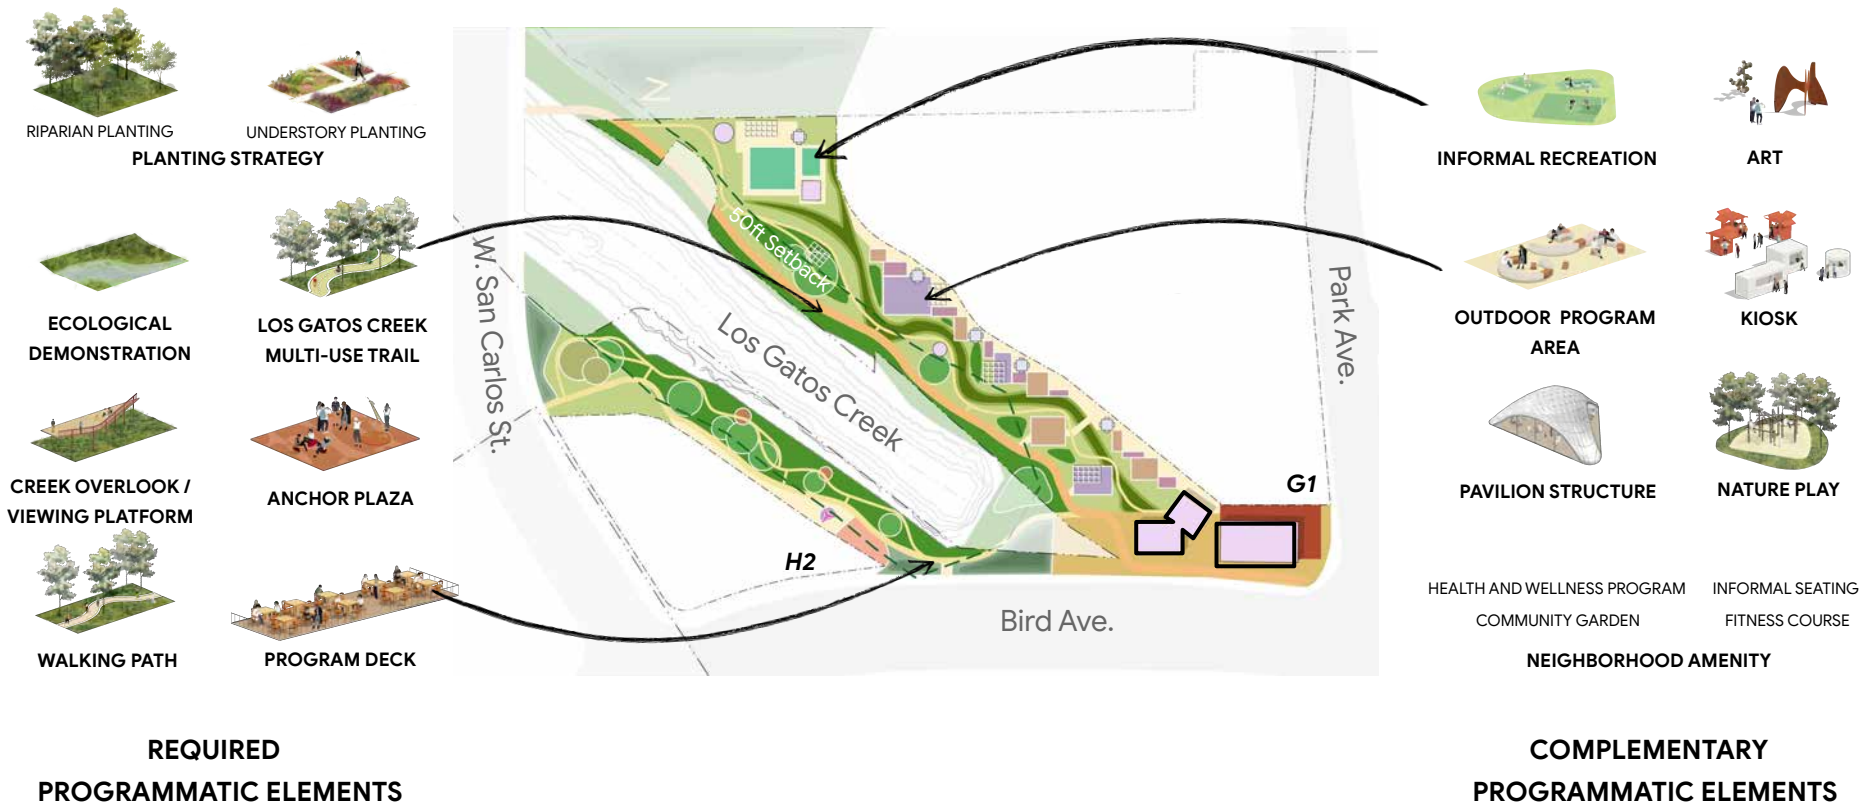 RIPARIAN PLANTING
UNDERSTORY PLANTING
PLANTING STRATEGY
ECOLOGICAL
DEMONSTRATION
LOS GATOS CREEK
MULTI-USE TRAIL
CREEK OVERLOOK /
VIEWING PLATFORM
ANCHOR PLAZA
WALKING PATH
PROGRAM DECK
REQUIRED
PROGRAMMATIC ELEMENTS
W. San Carlos St.
50ft Setback
Los Gatos Creek
Park Ave.
G1
H2
Bird Ave.
INFORMAL RECREATION
ART
OUTDOOR PROGRAM
AREA
KIOSK
PAVILION STRUCTURE
NATURE PLAY
HEALTH AND WELLNESS PROGRAM
INFORMAL SEATING
COMMUNITY GARDEN
FITNESS COURSE
NEIGHBORHOOD AMENITY
COMPLEMENTARY
PROGRAMMATIC ELEMENTS